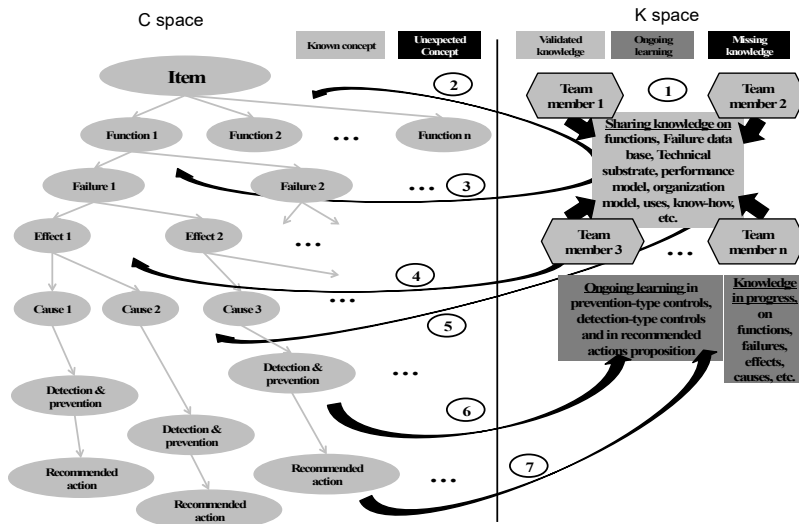 C space
K space
Known concept
Unexpected
Concept
Validated
knowledge
Ongoing
learning
Missing
knowledge
Item
2
1
Team
member 1
Team
member 2
Function 1
Function 2
...
Function n
Sharing knowledge on
functions, Failure data
base, Technical
substrate, performance
model, organization
model, uses, know-how,
etc.
Failure 1
Failure 2
...
3
Effect 1
Effect 2
...
Team
member 3
...
Team
member n
4
Cause 1
Cause 2
Cause 3
...
5
Ongoing learning in
prevention-type controls,
detection-type controls
and in recommended
actions proposition
Knowledge
in progress,
on
functions,
failures,
effects,
causes, etc.
Detection &
prevention
Detection &
prevention
...
6
Detection &
prevention
Recommended
action
Recommended
action
...
7
Recommended
action